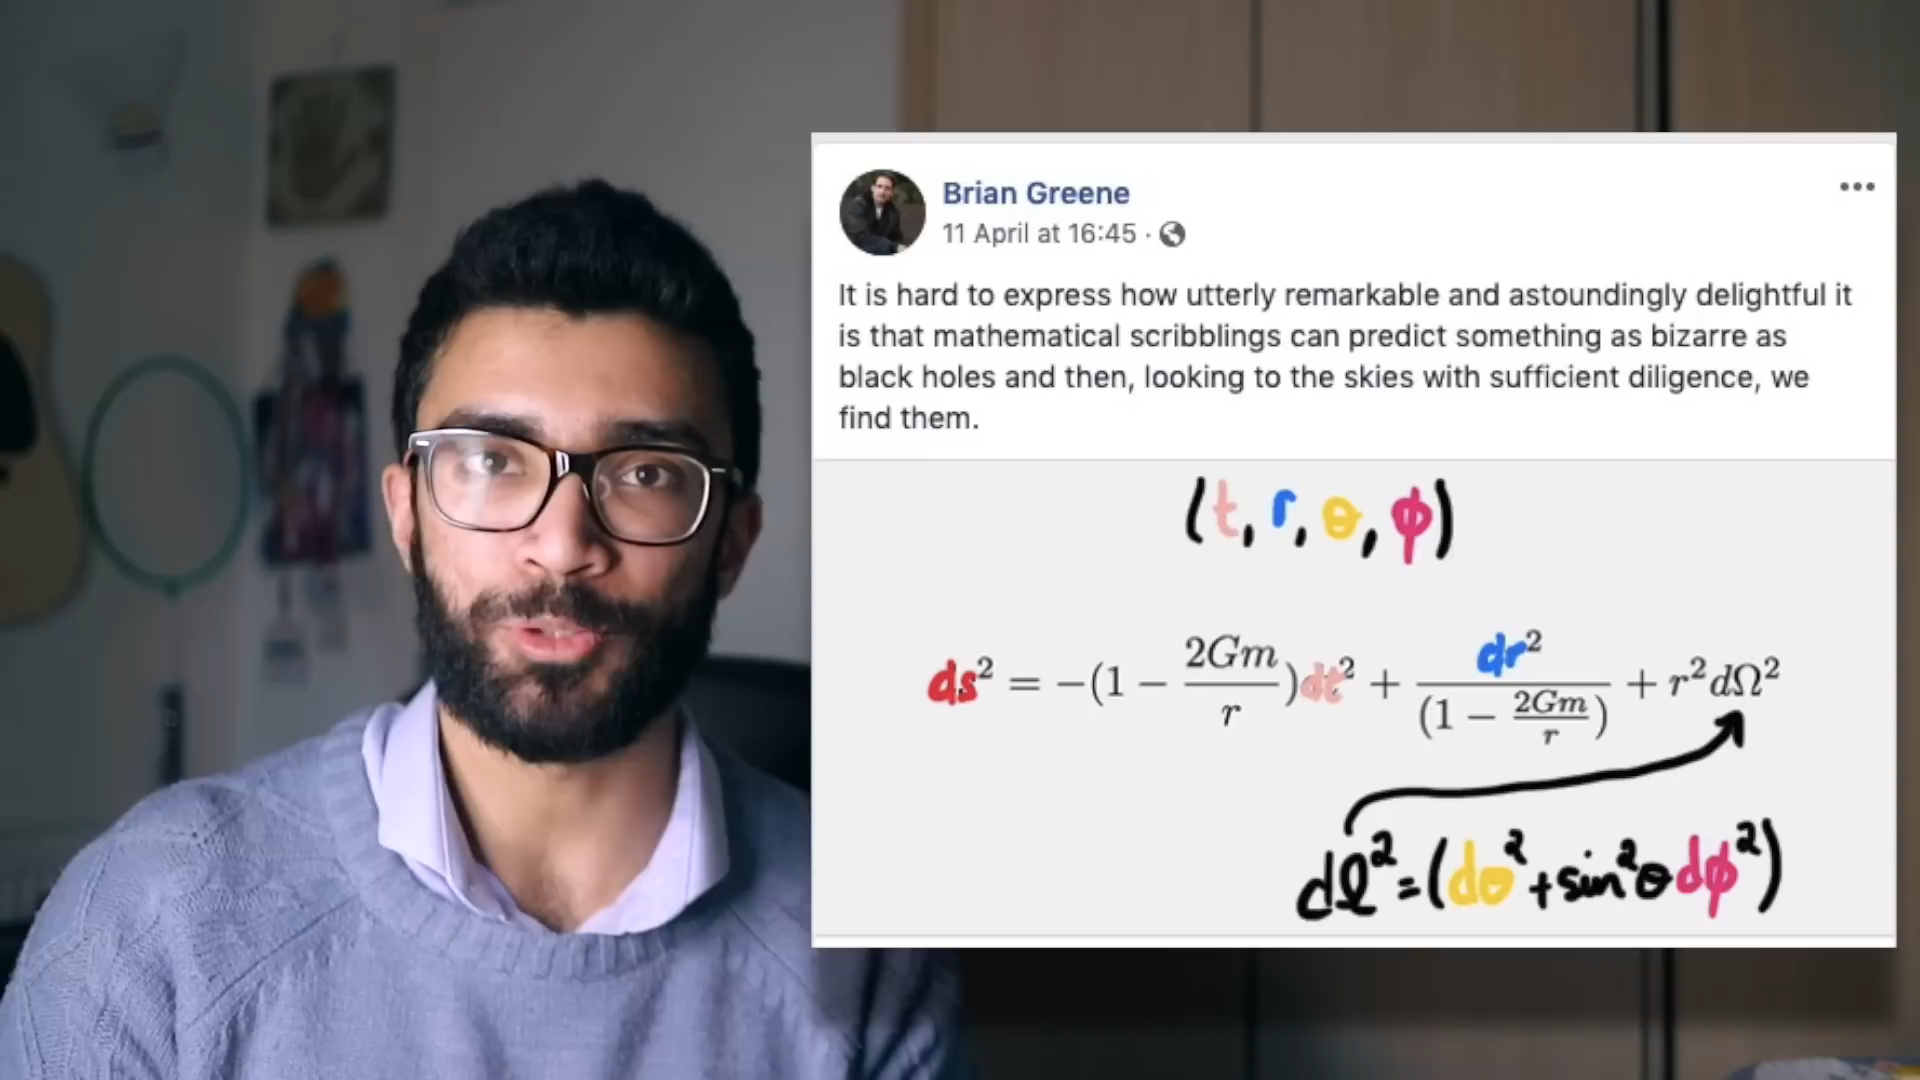 Brian Greene
11 April at 16:45 ·
It is hard to express how utterly remarkable and astoundingly delightful it
is that mathematical scribblings can predict something as bizarre as
black holes and then, looking to the skies with sufficient diligence, we
find them.
(t, r, θ, ϕ)
ds² = −(1 − 2Gm/r)dt² + dr²/(1 − 2Gm/r) + r²dΩ²
dΩ²=(dθ²+sin²θdϕ²)